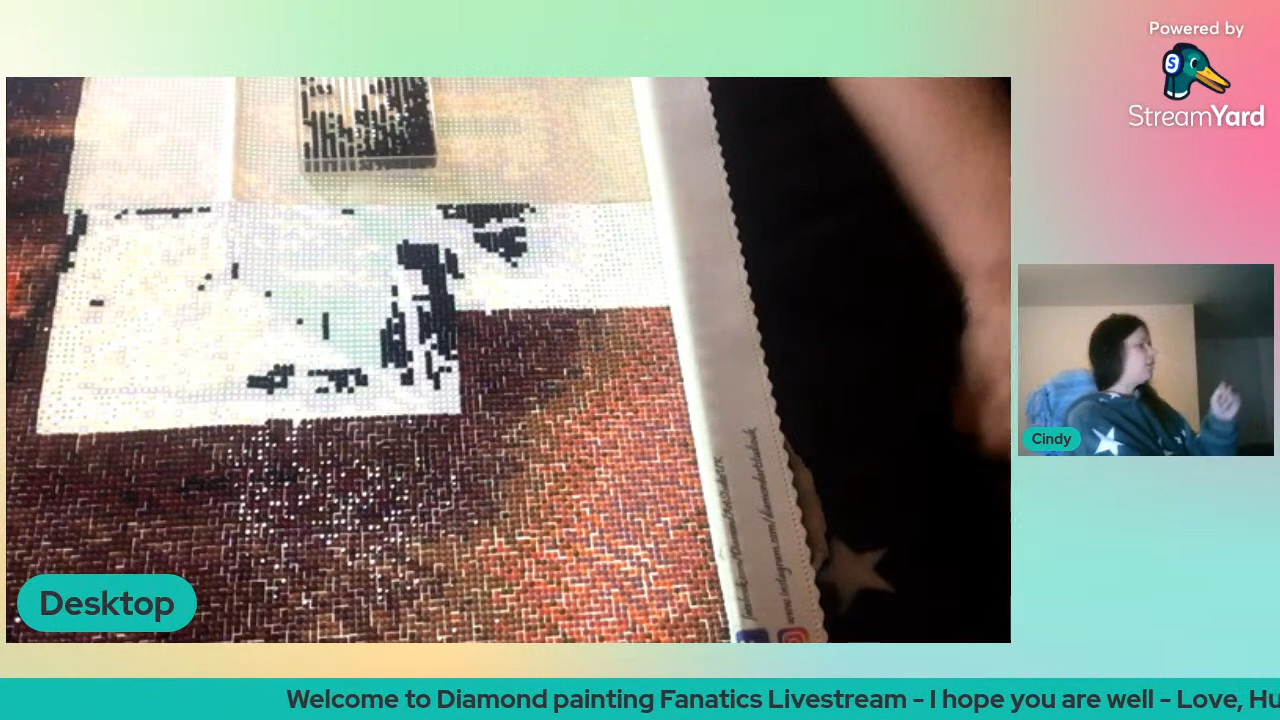 Powered by
S
StreamYard
Cindy
Desktop
Welcome to Diamond painting Fanatics Livestream - I hope you are well - Love, Hu